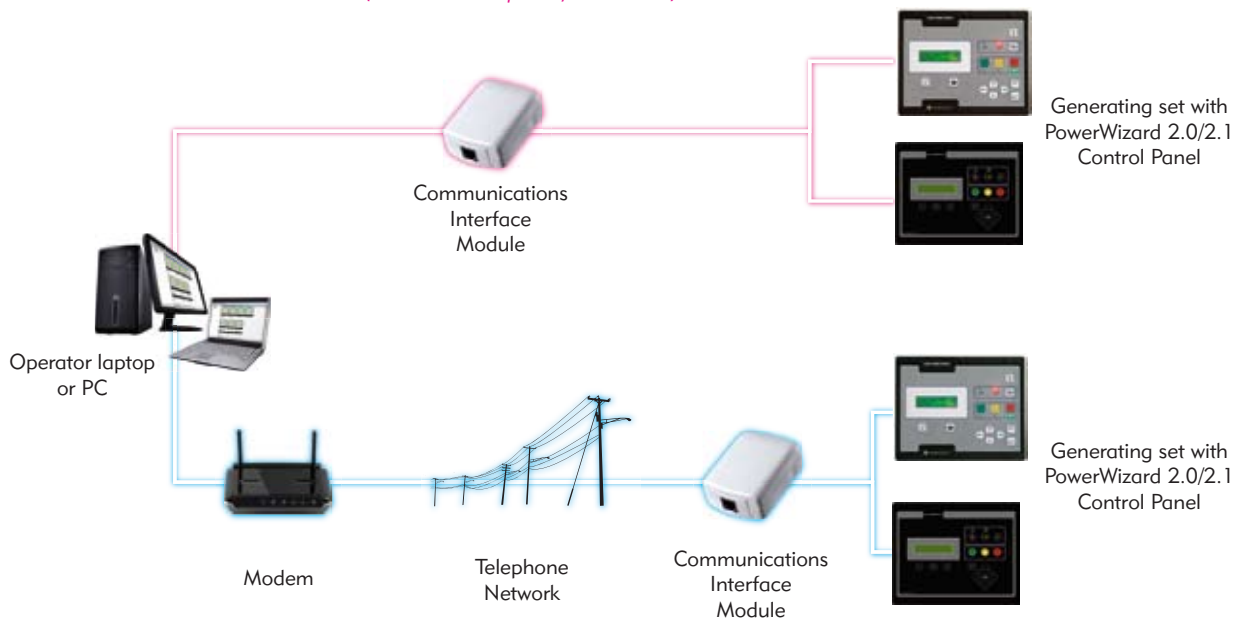 Generating set with
PowerWizard 2.0/2.1
Control Panel
Communications
Interface
Module
Operator laptop
or PC
Generating set with
PowerWizard 2.0/2.1
Control Panel
Modem
Telephone
Network
Communications
Interface
Module